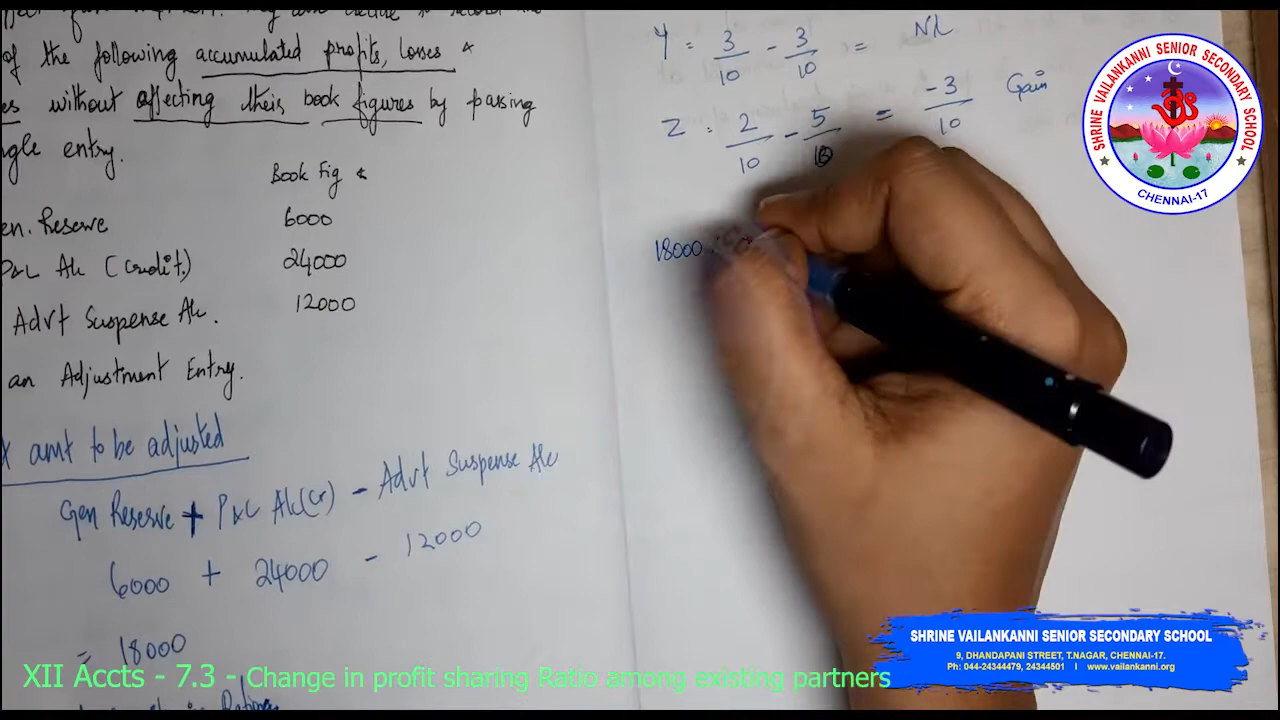 of the following accumulated profits, losses &
es without affecting their book figures by passing
ngle entry.
Book Fig
en. Reserve 6000
P&L A/c (Credit.) 24000
Advt Suspense A/c. 12000
an Adjustment Entry.
amt to be adjusted
Gen Reserve + P&L A/c (Cr) - Advt Suspense A/c
6000 + 24000 - 12000
= 18000
Y = 3/10 - 3/10 = Nil
Z = 2/10 - 5/10 = -3/10 Gain
18000
SHRINE VAILANKANNI SENIOR SECONDARY SCHOOL
CHENNAI-17
SHRINE VAILANKANNI SENIOR SECONDARY SCHOOL
9, DHANDAPANI STREET, T.NAGAR, CHENNAI-17.
Ph: 044-24344479, 24344501 I www.vailankanni.org
XII Accts - 7.3 - Change in profit sharing Ratio among existing partners